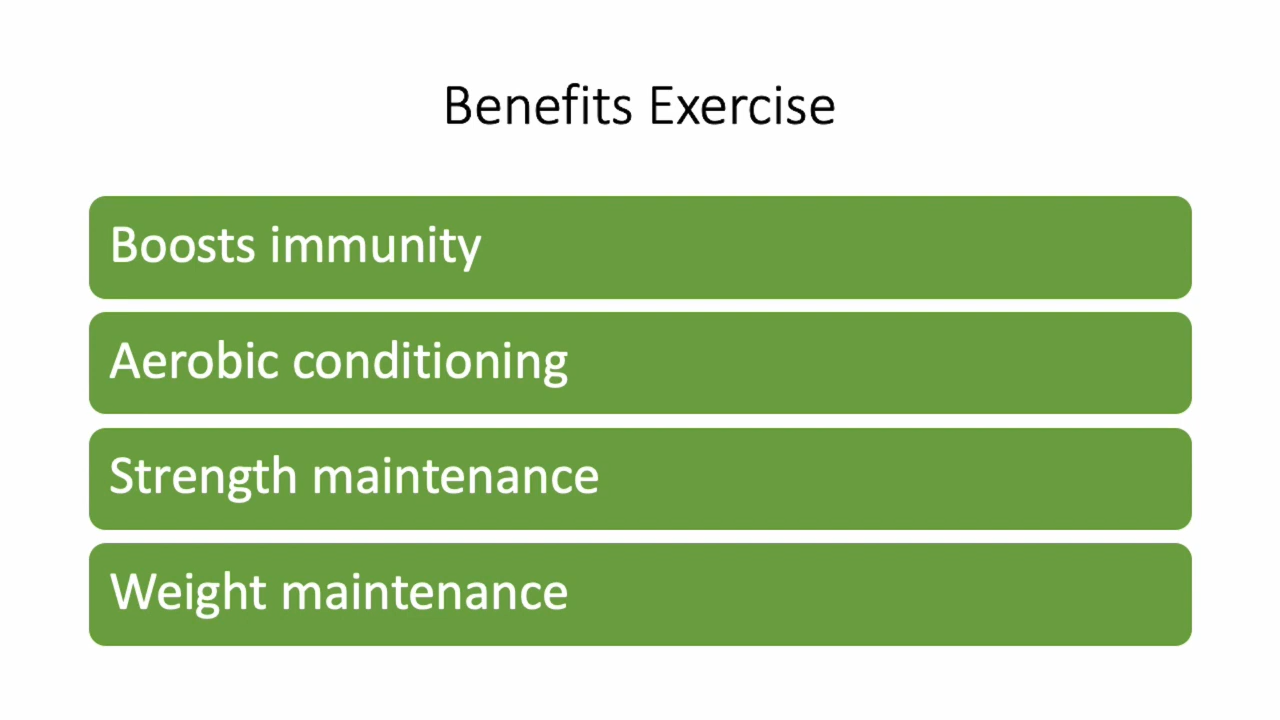 Benefits Exercise
Boosts immunity
Aerobic conditioning
Strength maintenance
Weight maintenance